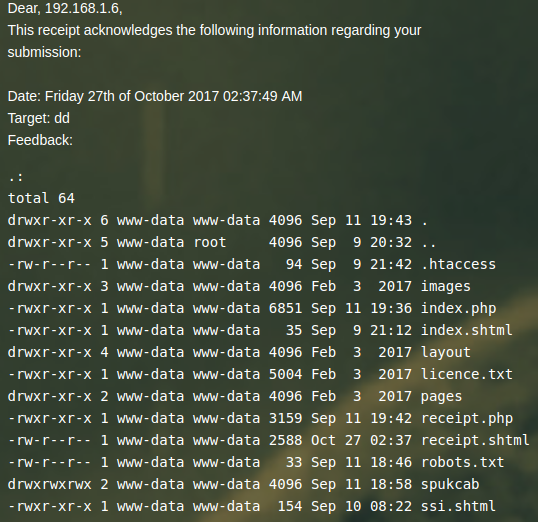 Dear, 192.168.1.6,
This receipt acknowledges the following information regarding your
submission:
Date: Friday 27th of October 2017 02:37:49 AM
Target: dd
Feedback:
.:
total 64
drwxr-xr-x 6 www-data www-data 4096 Sep 11 19:43 .
drwxr-xr-x 5 www-data root     4096 Sep  9 20:32 ..
-rw-r--r-- 1 www-data www-data   94 Sep  9 21:42 .htaccess
drwxr-xr-x 3 www-data www-data 4096 Feb  3  2017 images
-rwxr-xr-x 1 www-data www-data 6851 Sep 11 19:36 index.php
-rwxr-xr-x 1 www-data www-data   35 Sep  9 21:12 index.shtml
drwxr-xr-x 4 www-data www-data 4096 Feb  3  2017 layout
-rwxr-xr-x 1 www-data www-data 5004 Feb  3  2017 licence.txt
drwxr-xr-x 2 www-data www-data 4096 Feb  3  2017 pages
-rwxr-xr-x 1 www-data www-data 3159 Sep 11 19:42 receipt.php
-rw-r--r-- 1 www-data www-data 2588 Oct 27 02:37 receipt.shtml
-rw-r--r-- 1 www-data www-data   33 Sep 11 18:46 robots.txt
drwxrwxrwx 2 www-data www-data 4096 Sep 11 18:58 spukcab
-rwxr-xr-x 1 www-data www-data  154 Sep 10 08:22 ssi.shtml